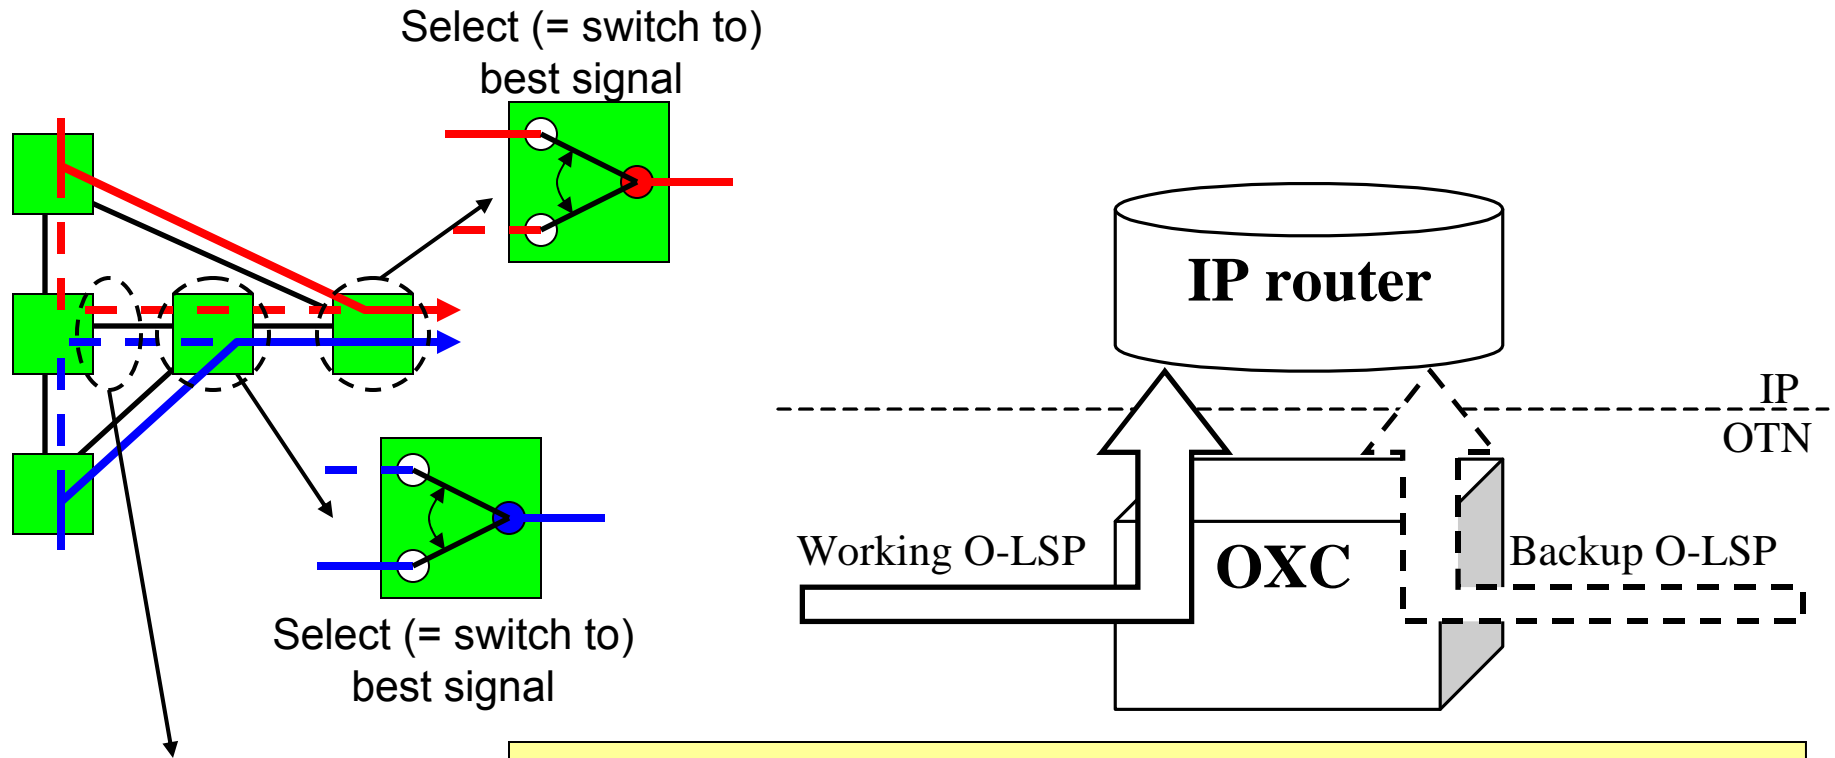 Select (= switch to)
best signal
IP router
IP
OTN
Working O-LSP
OXC
Backup O-LSP
Select (= switch to)
best signal